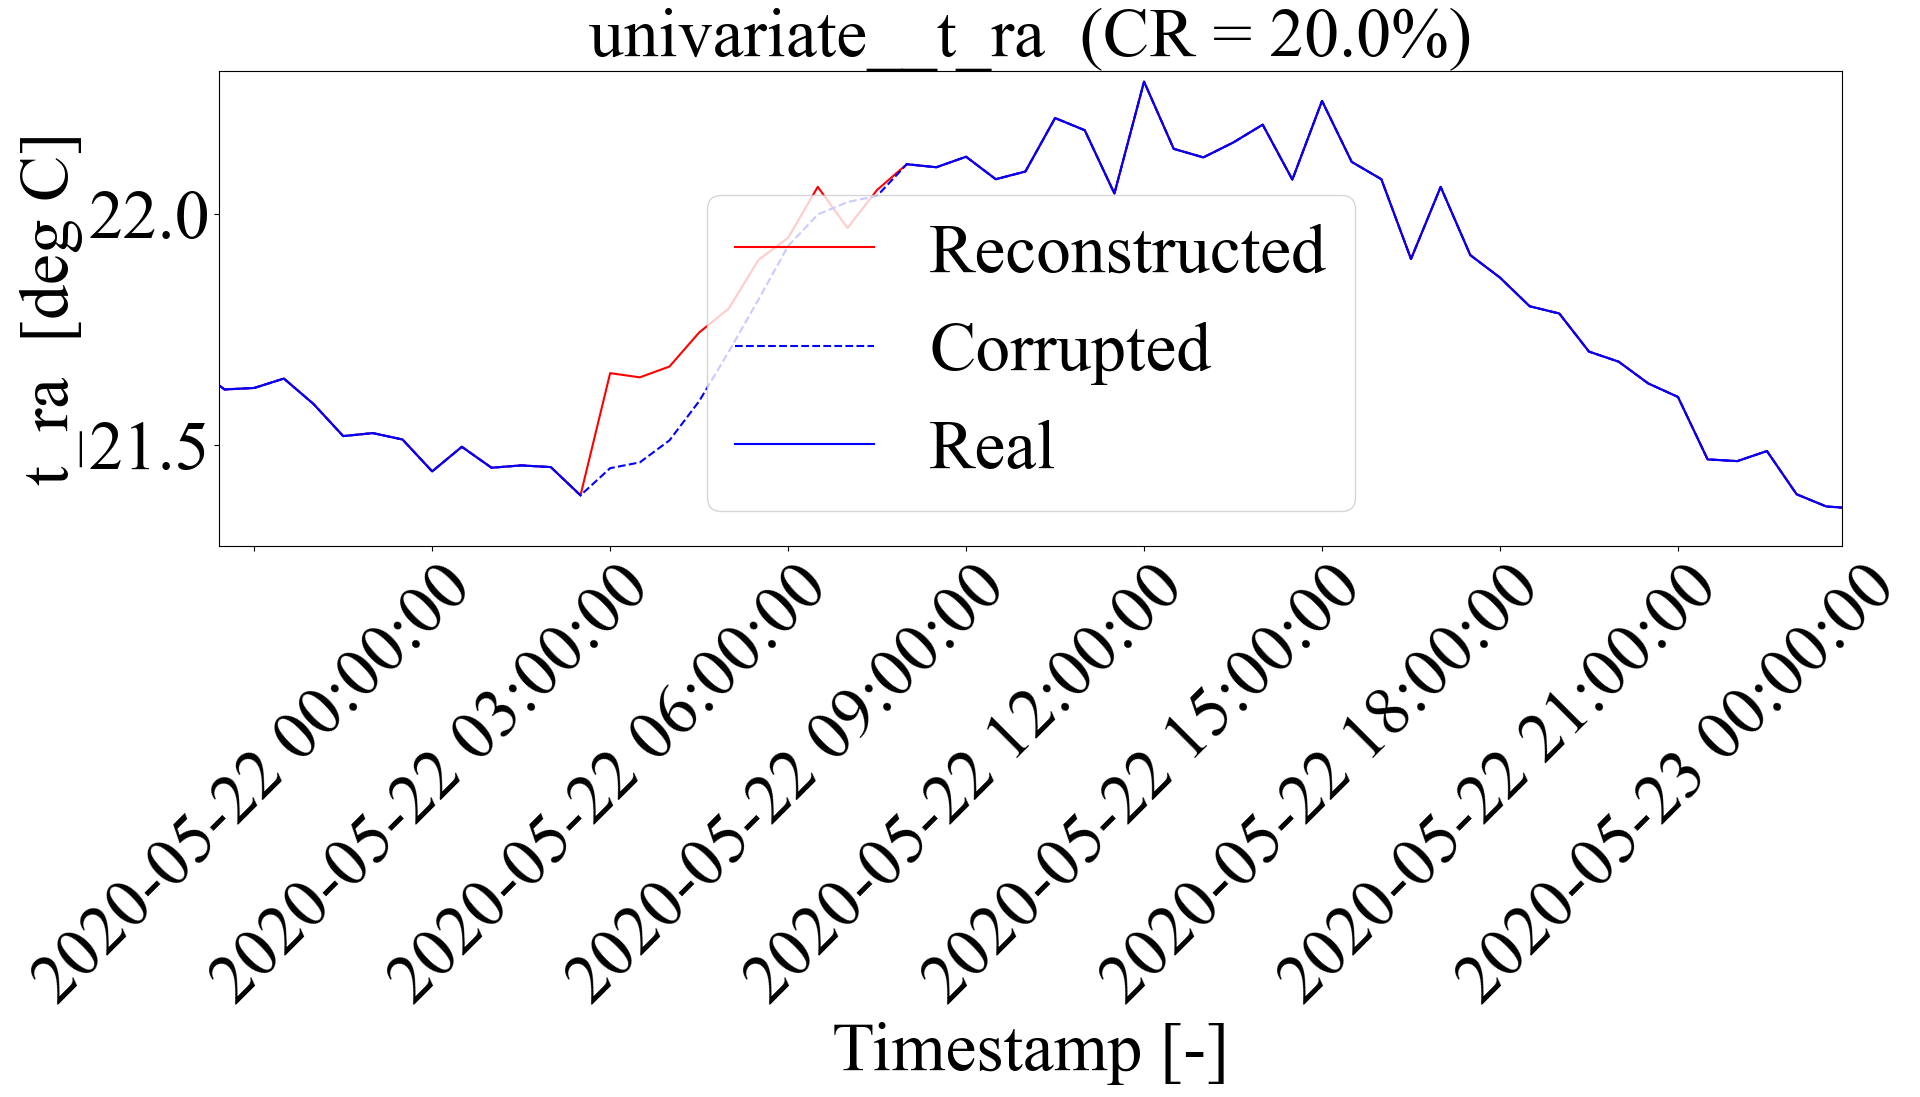 univariate__t_ra (CR = 20.0%)
t_ra [deg C]
22.0
21.5
Reconstructed
Corrupted
Real
2020-05-22 00:00:00
2020-05-22 03:00:00
2020-05-22 06:00:00
2020-05-22 09:00:00
2020-05-22 12:00:00
2020-05-22 15:00:00
2020-05-22 18:00:00
2020-05-22 21:00:00
2020-05-23 00:00:00
Timestamp [-]